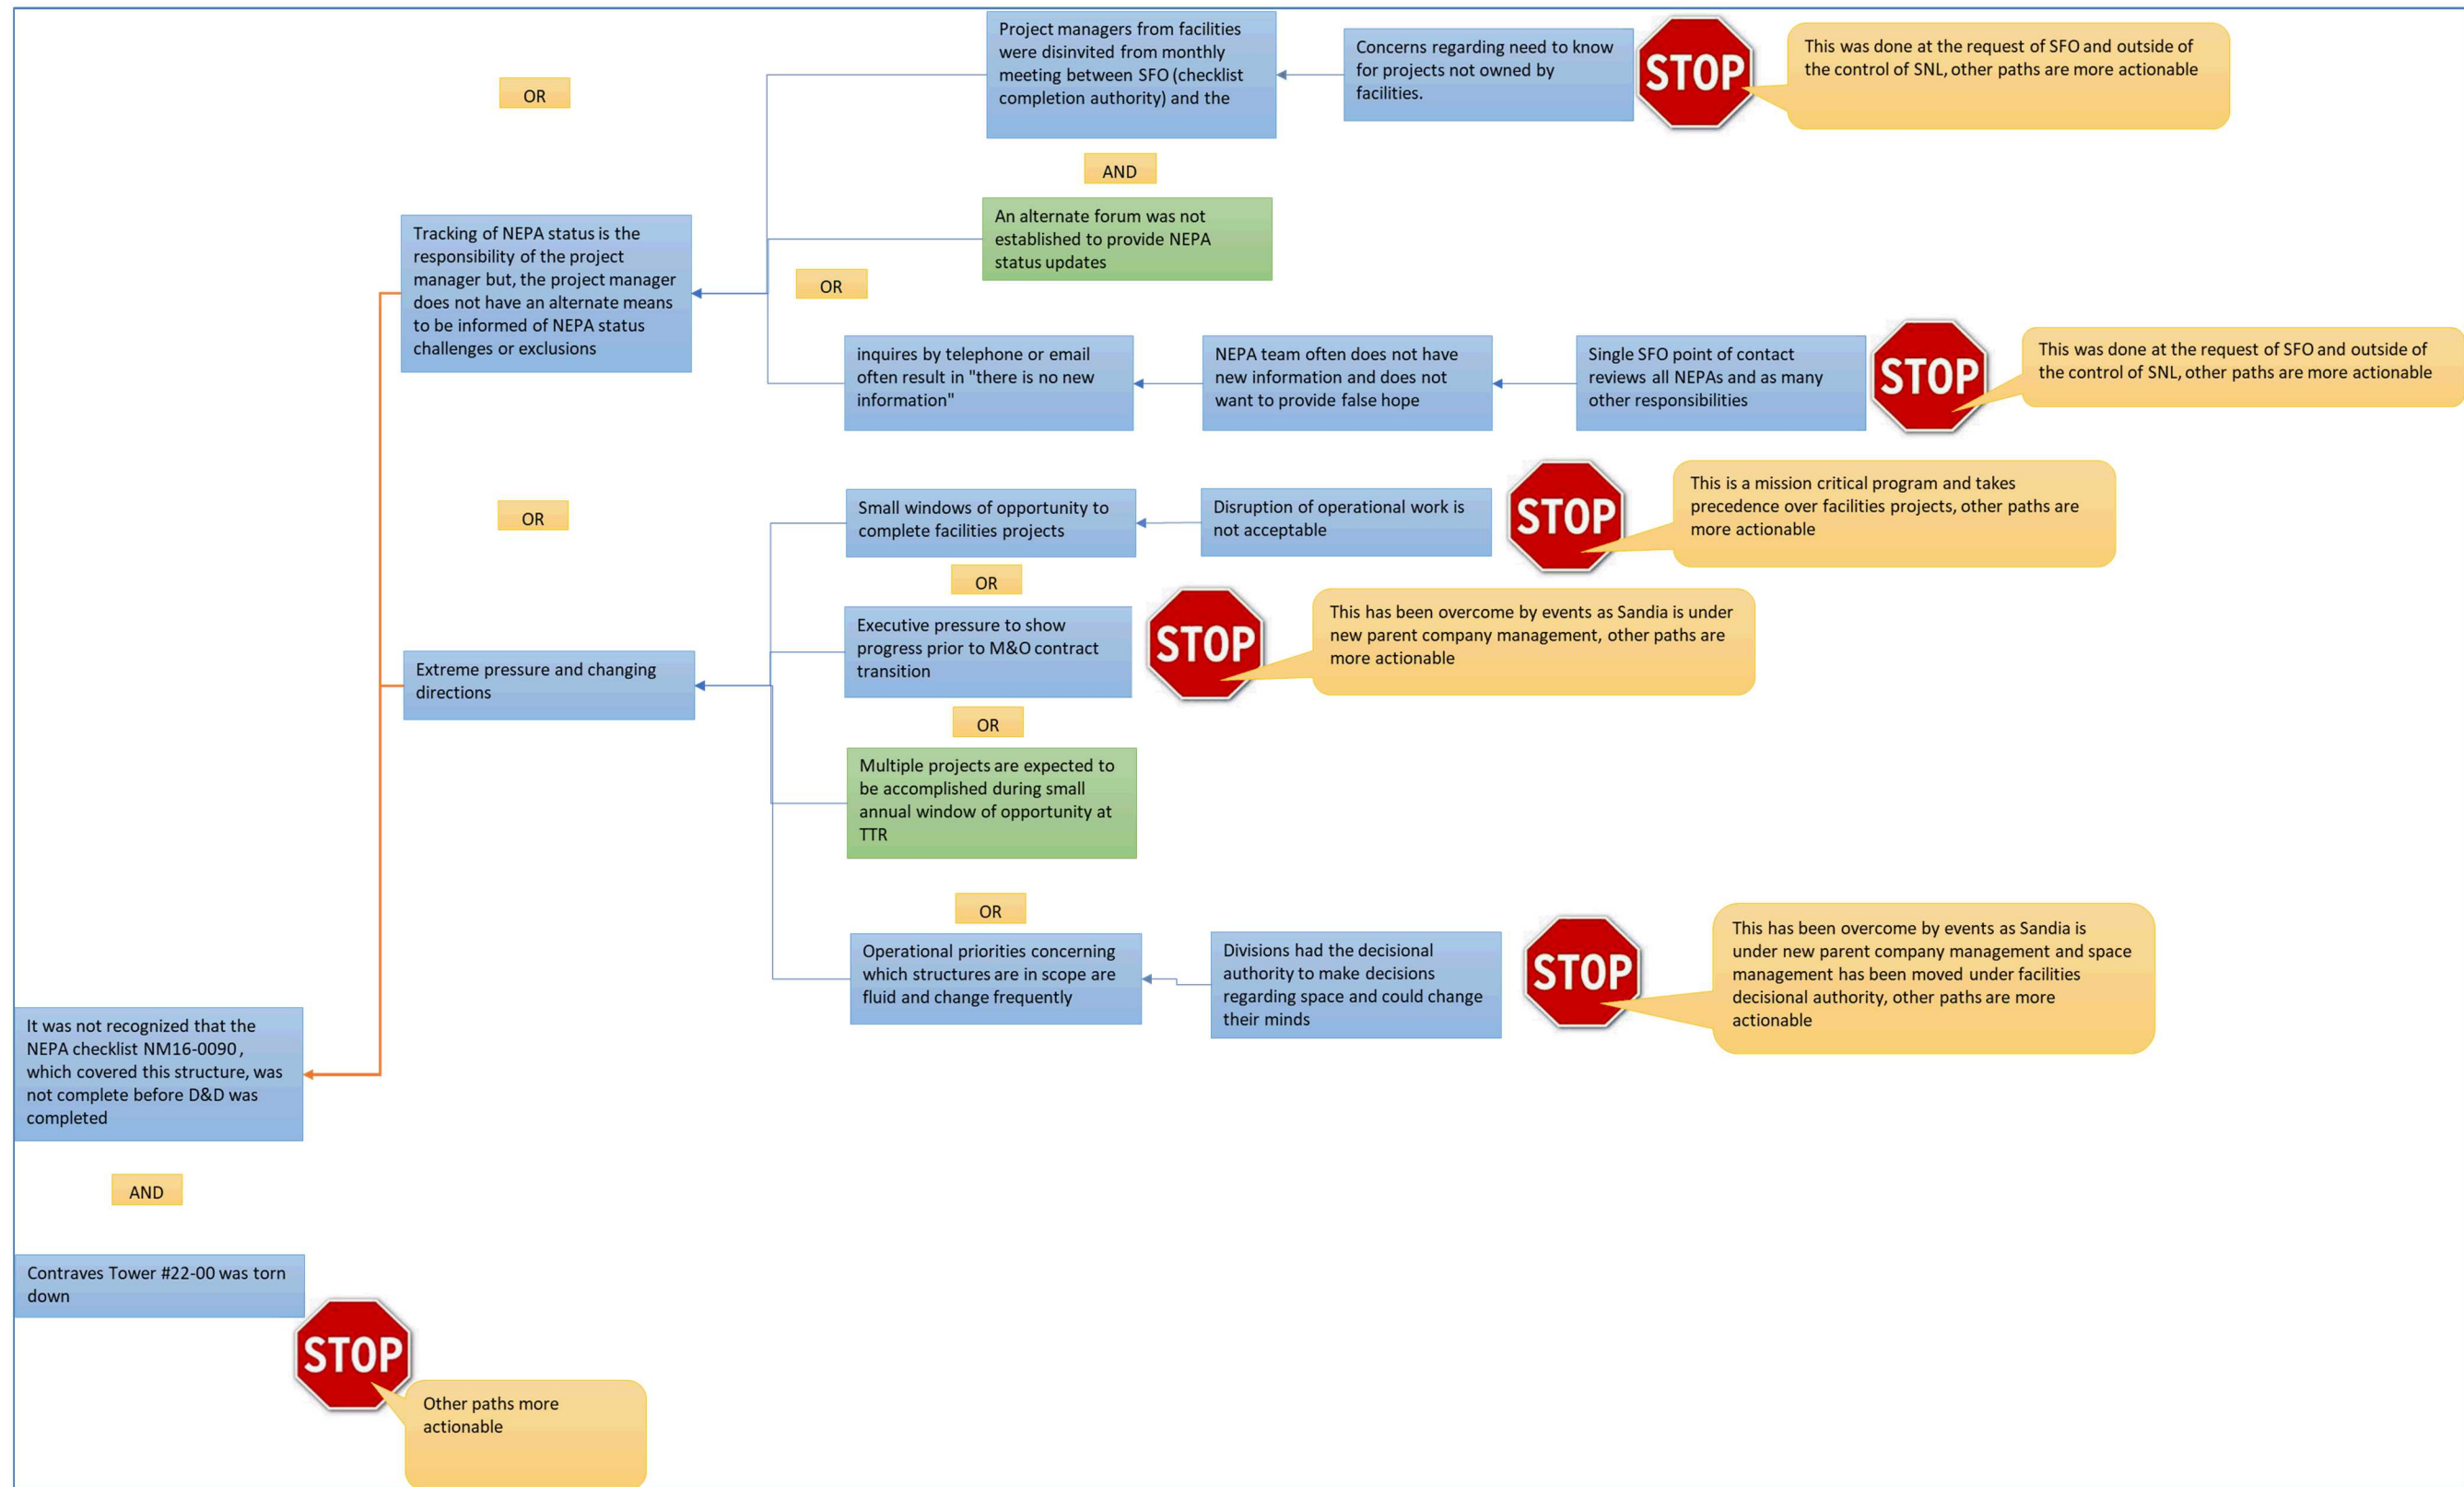 Project managers from facilities
were disinvited from monthly
meeting between SFO (checklist
completion authority) and the
Concerns regarding need to know
for projects not owned by
facilities.
STOP
This was done at the request of SFO and outside of
the control of SNL, other paths are more actionable
OR
AND
An alternate forum was not
established to provide NEPA
status updates
Tracking of NEPA status is the
responsibility of the project
manager but, the project manager
does not have an alternate means
to be informed of NEPA status
challenges or exclusions
OR
inquires by telephone or email
often result in "there is no new
information"
NEPA team often does not have
new information and does not
want to provide false hope
Single SFO point of contact
reviews all NEPAs and as many
other responsibilities
STOP
This was done at the request of SFO and outside of
the control of SNL, other paths are more actionable
OR
Small windows of opportunity to
complete facilities projects
Disruption of operational work is
not acceptable
STOP
This is a mission critical program and takes
precedence over facilities projects, other paths are
more actionable
OR
Executive pressure to show
progress prior to M&O contract
transition
STOP
This has been overcome by events as Sandia is under
new parent company management, other paths are
more actionable
Extreme pressure and changing
directions
OR
Multiple projects are expected to
be accomplished during small
annual window of opportunity at
TTR
OR
Operational priorities concerning
which structures are in scope are
fluid and change frequently
Divisions had the decisional
authority to make decisions
regarding space and could change
their minds
STOP
This has been overcome by events as Sandia is
under new parent company management and space
management has been moved under facilities
decisional authority, other paths are more
actionable
It was not recognized that the
NEPA checklist NM16-0090 ,
which covered this structure, was
not complete before D&D was
completed
AND
Contraves Tower #22-00 was torn
down
STOP
Other paths more
actionable